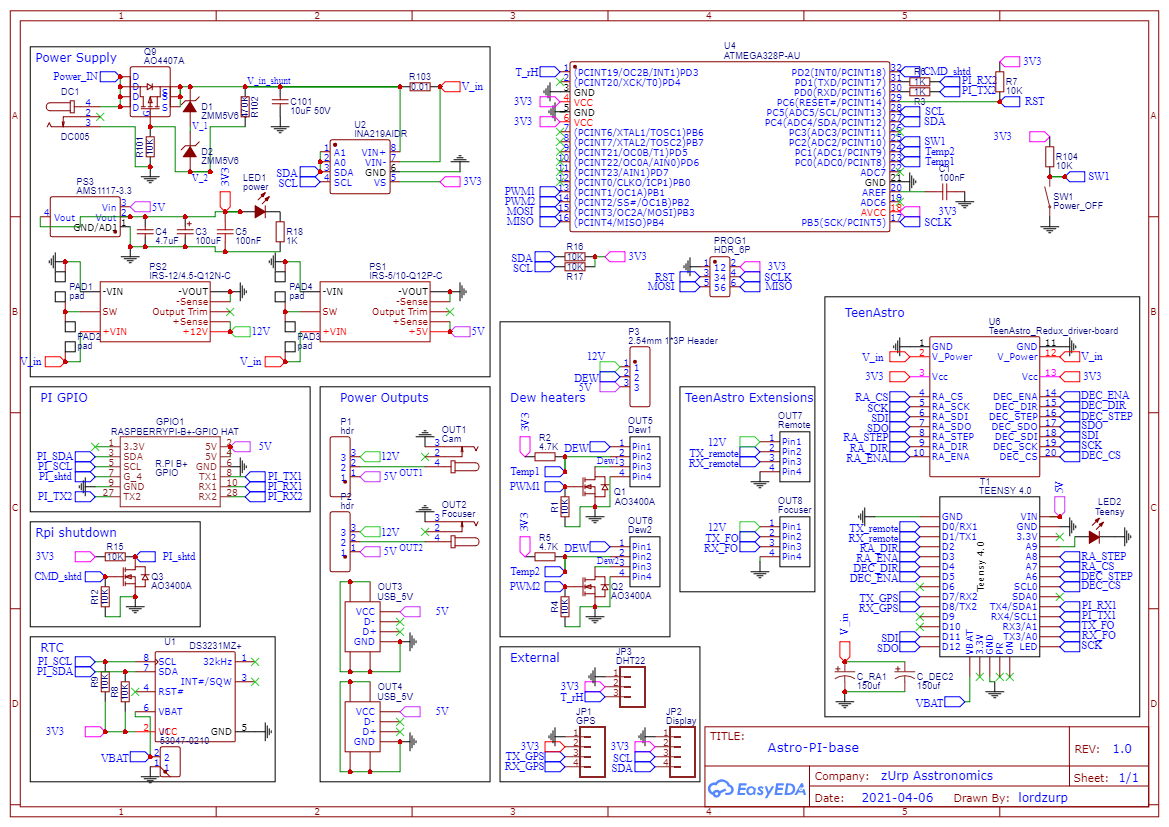 1 2 3 4 5
A
B
C
D
Power Supply
Q9
AO4407A
Power_IN
DC1
DC005
D1
ZMM5V6
V_1
D2
ZMM5V6
V_2
R101
10K
V_in_shunt
R102
C101
10uF 50V
R103
0.01
V_in
U2
INA219AIDR
A1 VIN+
A0 VIN-
SDA GND
SCL VS
SDA
SCL
3V3
PS3
AMS1117-3.3
Vin
Vout Vout
GND/ADJ
5V
3V3
LED1
power
C4
4.7uF
C3
100uF
C5
100nF
R18
1K
PS2
IRS-12/4.5-Q12N-C
-VIN -VOUT
-Sense
SW Output Trim
+Sense
+VIN +12V
12V
PAD1
pad
PAD2
pad
V_in
PS1
IRS-5/10-Q12P-C
-VIN -VOUT
-Sense
SW Output Trim
+Sense
+VIN +5V
5V
PAD4
pad
PAD3
pad
V_in
U4
ATMEGA328P-AU
T_rH
3V3
3V3
PWM1
PWM2
MOSI
MISO
(PCINT19/OC2B/INT1)PD3
(PCINT20/XCK/T0)PD4
GND
VCC
GND
VCC
(PCINT6/XTAL1/TOSC1)PB6
(PCINT7/XTAL2/TOSC2)PB7
(PCINT21/OC0B/T1)PD5
(PCINT22/OC0A/AIN0)PD6
(PCINT23/AIN1)PD7
(PCINT0/CLKO/ICP1)PB0
(PCINT1/OC1A)PB1
(PCINT2/SS#/OC1B)PB2
(PCINT3/MOSI/OC2A)PB3
(PCINT4/MISO)PB4
PD2(INT0/PCINT18)
PD1(TXD/PCINT17)
PD0(RXD/PCINT16)
PC6(RESET#/PCINT14)
PC5(ADC5/SCL/PCINT13)
PC4(ADC4/SDA/PCINT12)
PC3(ADC3/PCINT11)
PC2(ADC2/PCINT10)
PC1(ADC1/PCINT9)
PC0(ADC0/PCINT8)
ADC7
GND
AREF
ADC6
AVCC
PB5(SCK/PCINT5)
CMD_shtd
1K
1K
R3
PI_RX2
PI_TX2
3V3
R7
10K
RST
SCL
SDA
SW1
Temp2
Temp1
C1
100nF
3V3
SCLK
3V3
R104
10K
SW1
SW1
Power_OFF
SDA
SCL
R16
10K
10K
R17
3V3
PROG1
HDR_6P
RST
MOSI
1 2
3 4
5 6
3V3
SCLK
MISO
PI GPIO
GPIO1
RASPBERRYPI-B+-GPIO HAT
PI_SDA
PI_SCL
PI_shtd
PI_TX2
3.3V 5V
SDA 5V
SCL GND
G_4 TX1
GND RX1
TX2 RX2
R.PI B+
GPIO
5V
PI_TX1
PI_RX1
PI_RX2
Rpi shutdown
3V3
R15
10K
PI_shtd
CMD_shtd
Q3
AO3400A
R12
10K
RTC
U1
DS3231MZ+
PI_SCL
PI_SDA
R9
10K
R8
10K
3V3
VBAT
SCL 32kHz
SDA INT#/SQW
RST#
VBAT
VCC GND
53047-0210
2
1
Power Outputs
P1
hdr
12V
5V
OUT1
OUT1
Cam
P2
hdr
12V
5V
OUT2
OUT2
Focuser
OUT3
USB_5V
VCC
D-
D+
GND
5V
OUT4
USB_5V
VCC
D-
D+
GND
5V
Dew heaters
P3
2.54mm 1*3P Header
12V
DEW
5V
3V3
R2
4.7K
Temp1
PWM1
R1
10K
DEW
Dew1
Q1
AO3400A
OUT5
Dew1
Pin1
Pin2
Pin3
Pin4
3V3
R5
4.7K
Temp2
PWM2
R4
10K
DEW
Dew2
Q2
AO3400A
OUT6
Dew2
Pin1
Pin2
Pin3
Pin4
TeenAstro Extensions
OUT7
Remote
12V
TX_remote
RX_remote
Pin1
Pin2
Pin3
Pin4
OUT8
Focuser
12V
TX_FO
RX_FO
Pin1
Pin2
Pin3
Pin4
External
JP3
DHT22
3V3
T_rH
JP1
GPS
3V3
TX_GPS
RX_GPS
JP2
Display
3V3
SCL
SDA
TeenAstro
U6
TeenAstro_Redux_driver-board
V_in
3V3
RA_CS
SCK
SDI
SDO
RA_STEP
RA_DIR
RA_ENA
GND GND
V_Power V_Power
Vcc Vcc
RA_CS DEC_ENA
RA_SCK DEC_DIR
RA_SDI DEC_STEP
RA_SDO DEC_SDO
RA_STEP DEC_SDI
RA_DIR DEC_SCK
RA_ENA DEC_CS
V_in
3V3
DEC_ENA
DEC_DIR
DEC_STEP
SDO
SDI
SCK
DEC_CS
T1
TEENSY 4.0
Teensy 4.0
TX_remote
RX_remote
RA_DIR
RA_ENA
DEC_DIR
DEC_ENA
TX_GPS
RX_GPS
SDI
SDO
GND VIN
D0/RX1 GND
D1/TX1 3.3V
D2 A9
D3 A8
D4 A7
D5 A6
D6 SCL0
D7/RX2 SDA0
D8/TX2 TX4/SDA1
D9 RX4/SCL1
D10 RX3/A1
D11 TX3/A0
D12 LED
VBAT
3.3V
GND
PR
ON
5V
LED2
Teensy
RA_STEP
RA_CS
DEC_STEP
DEC_CS
PI_RX1
PI_TX1
TX_FO
RX_FO
SCK
V_in
C_RA1
150uf
C_DEC2
150uf
VBAT
TITLE:
Astro-PI-base
REV: 1.0
EasyEDA
Company: zUrp Asstronomics
Sheet: 1/1
Date: 2021-04-06 Drawn By: lordzurp